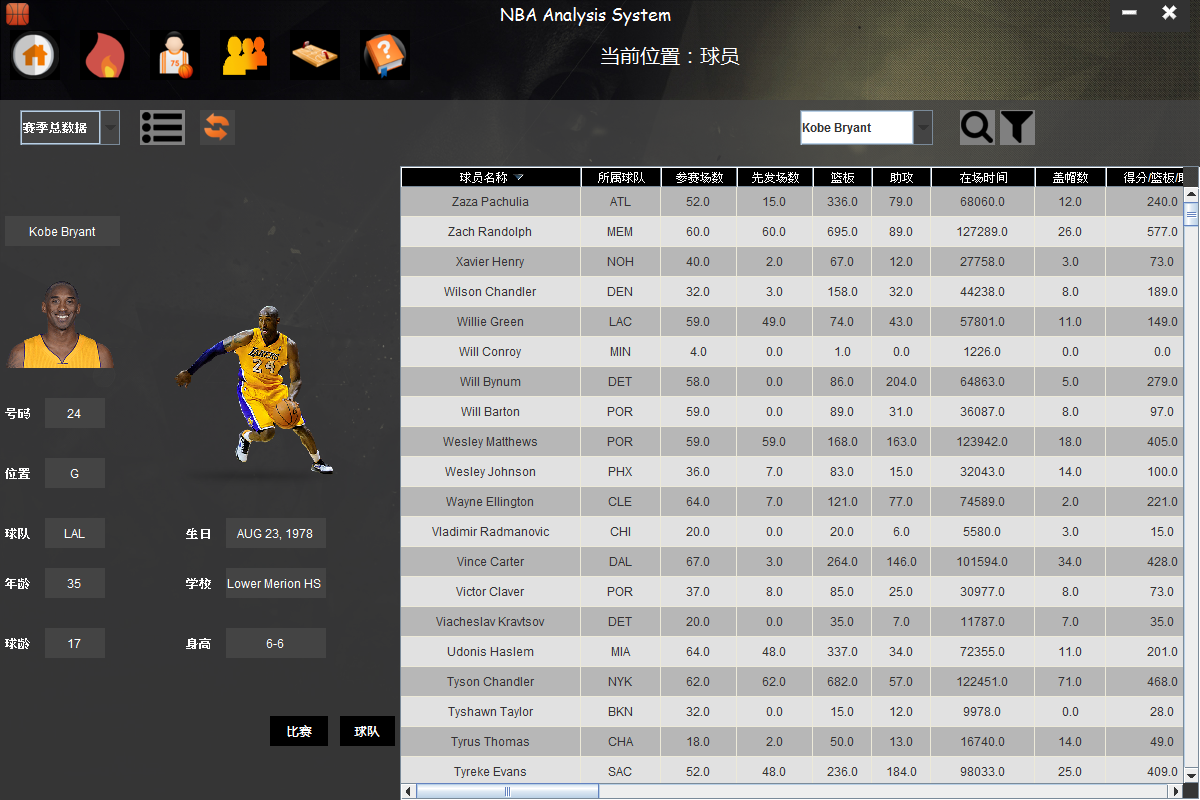 NBA Analysis System
当前位置：球员
75
?
赛季总数据
Kobe Bryant
Kobe Bryant
LAKERS
24
号码 24
位置 G
球队 LAL 生日 AUG 23, 1978
年龄 35 学校 Lower Merion HS
球龄 17 身高 6-6
比赛 球队
球员名称 所属球队 参赛场数 先发场数 篮板 助攻 在场时间 盖帽数 得分/篮板/
Zaza Pachulia ATL 52.0 15.0 336.0 79.0 68060.0 12.0 240.0
Zach Randolph MEM 60.0 60.0 695.0 89.0 127289.0 26.0 577.0
Xavier Henry NOH 40.0 2.0 67.0 12.0 27758.0 3.0 73.0
Wilson Chandler DEN 32.0 3.0 158.0 32.0 44238.0 8.0 189.0
Willie Green LAC 59.0 49.0 74.0 43.0 57801.0 11.0 149.0
Will Conroy MIN 4.0 0.0 1.0 0.0 1226.0 0.0 0.0
Will Bynum DET 58.0 0.0 86.0 204.0 64863.0 5.0 279.0
Will Barton POR 59.0 0.0 89.0 31.0 36087.0 8.0 97.0
Wesley Matthews POR 59.0 59.0 168.0 163.0 123942.0 18.0 405.0
Wesley Johnson PHX 36.0 7.0 83.0 15.0 32043.0 14.0 100.0
Wayne Ellington CLE 64.0 7.0 121.0 77.0 74589.0 2.0 221.0
Vladimir Radmanovic CHI 20.0 0.0 20.0 6.0 5580.0 3.0 15.0
Vince Carter DAL 67.0 3.0 264.0 146.0 101594.0 34.0 428.0
Victor Claver POR 37.0 8.0 85.0 25.0 30977.0 8.0 73.0
Viacheslav Kravtsov DET 20.0 0.0 35.0 7.0 11787.0 7.0 35.0
Udonis Haslem MIA 64.0 48.0 337.0 34.0 72355.0 11.0 201.0
Tyson Chandler NYK 62.0 62.0 682.0 57.0 122451.0 71.0 468.0
Tyshawn Taylor BKN 32.0 0.0 15.0 12.0 9978.0 0.0 28.0
Tyrus Thomas CHA 18.0 2.0 50.0 13.0 16740.0 14.0 49.0
Tyreke Evans SAC 52.0 48.0 236.0 184.0 98033.0 25.0 409.0